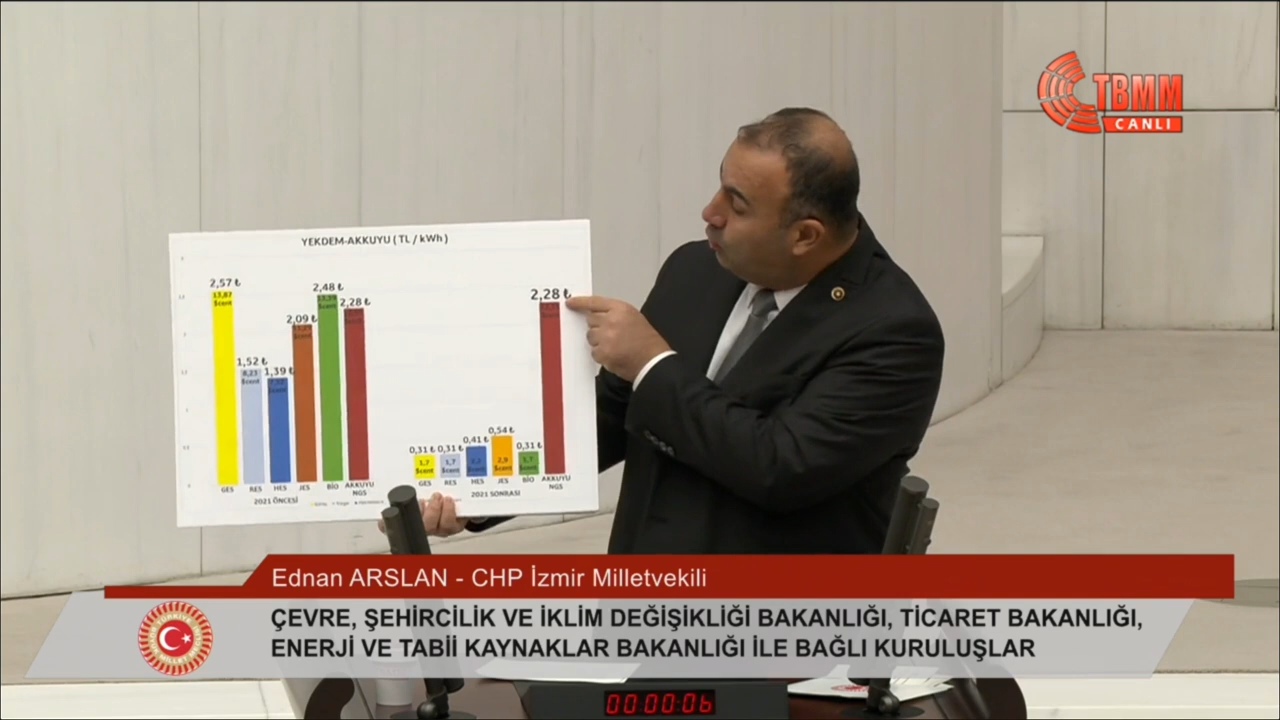 TBMM
CANLI
YEKDEM-AKKUYU ( TL / kWh )
2,57 ₺
13,87
$cent
1,52 ₺
8,23
$cent
1,39 ₺
2,09 ₺
2,48 ₺
2,28 ₺
GES
RES
HES
JES
BİO
AKKUYU
NGS
2021 ÖNCESİ
0,31 ₺
1,7
$cent
0,31 ₺
1,7
$cent
0,41 ₺
0,54 ₺
2,9
$cent
0,31 ₺
1,7
2,28 ₺
GES
RES
HES
JES
BİO
AKKUYU
NGS
2021 SONRASI
Ednan ARSLAN - CHP İzmir Milletvekili
ÇEVRE, ŞEHİRCİLİK VE İKLİM DEĞİŞİKLİĞİ BAKANLIĞI, TİCARET BAKANLIĞI,
ENERJİ VE TABİİ KAYNAKLAR BAKANLIĞI İLE BAĞLI KURULUŞLAR
00:00:06